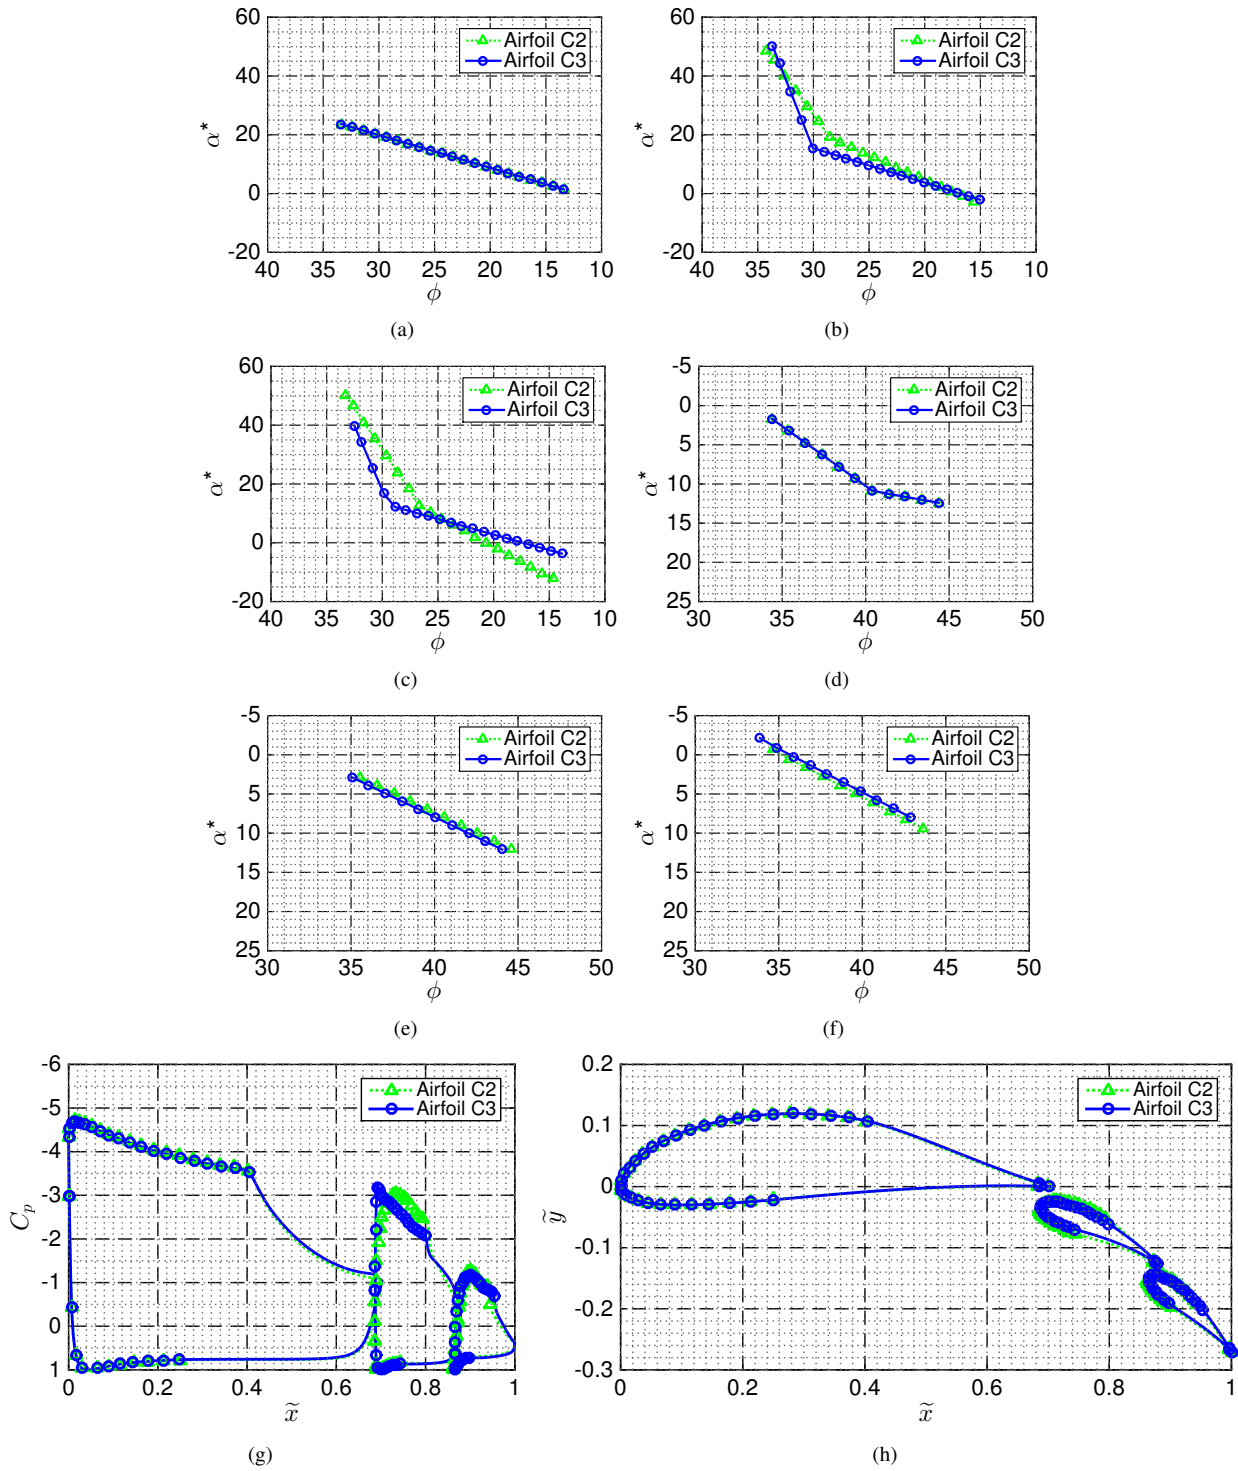 60
40
20
0
-20
α*
40 35 30 25 20 15 10
ϕ
Airfoil C2
Airfoil C3
(a)
60
40
20
0
-20
α*
40 35 30 25 20 15 10
ϕ
Airfoil C2
Airfoil C3
(b)
60
40
20
0
-20
α*
40 35 30 25 20 15 10
ϕ
Airfoil C2
Airfoil C3
(c)
-5
0
5
10
15
20
25
α*
30 35 40 45 50
ϕ
Airfoil C2
Airfoil C3
(d)
-5
0
5
10
15
20
25
α*
30 35 40 45 50
ϕ
Airfoil C2
Airfoil C3
(e)
-5
0
5
10
15
20
25
α*
30 35 40 45 50
ϕ
Airfoil C2
Airfoil C3
(f)
-6
-5
-4
-3
-2
-1
0
1
Cₚ
0 0.2 0.4 0.6 0.8 1
x̃
Airfoil C2
Airfoil C3
(g)
0.2
0.1
0
-0.1
-0.2
-0.3
ỹ
0 0.2 0.4 0.6 0.8 1
x̃
Airfoil C2
Airfoil C3
(h)